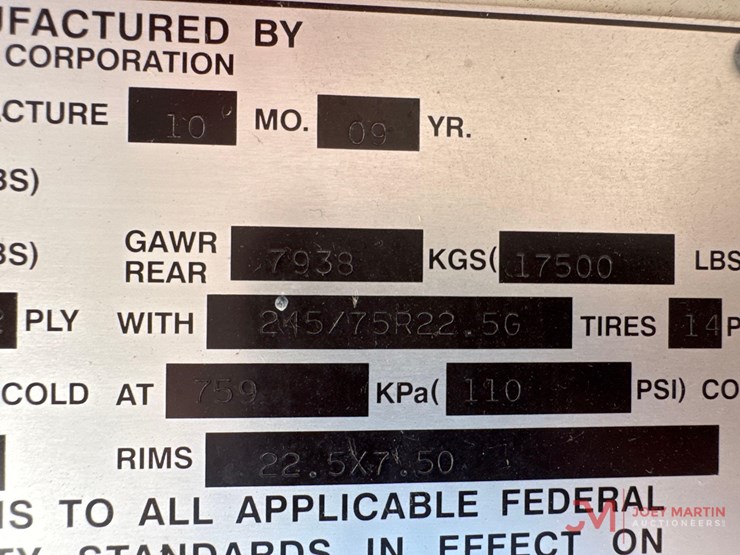 UFACTURED BY
CORPORATION
CTURE 10 MO. 09 YR.
BS)
BS) GAWR REAR 7938 KGS( 17500 LBS
PLY WITH 245/75R22.5G TIRES 14 P
COLD AT 759 KPa( 110 PSI) CO
RIMS 22.5X7.50
IS TO ALL APPLICABLE FEDERAL
TY STANDARDS IN EFFECT ON
JM JOEY MARTIN
AUCTIONEERS!